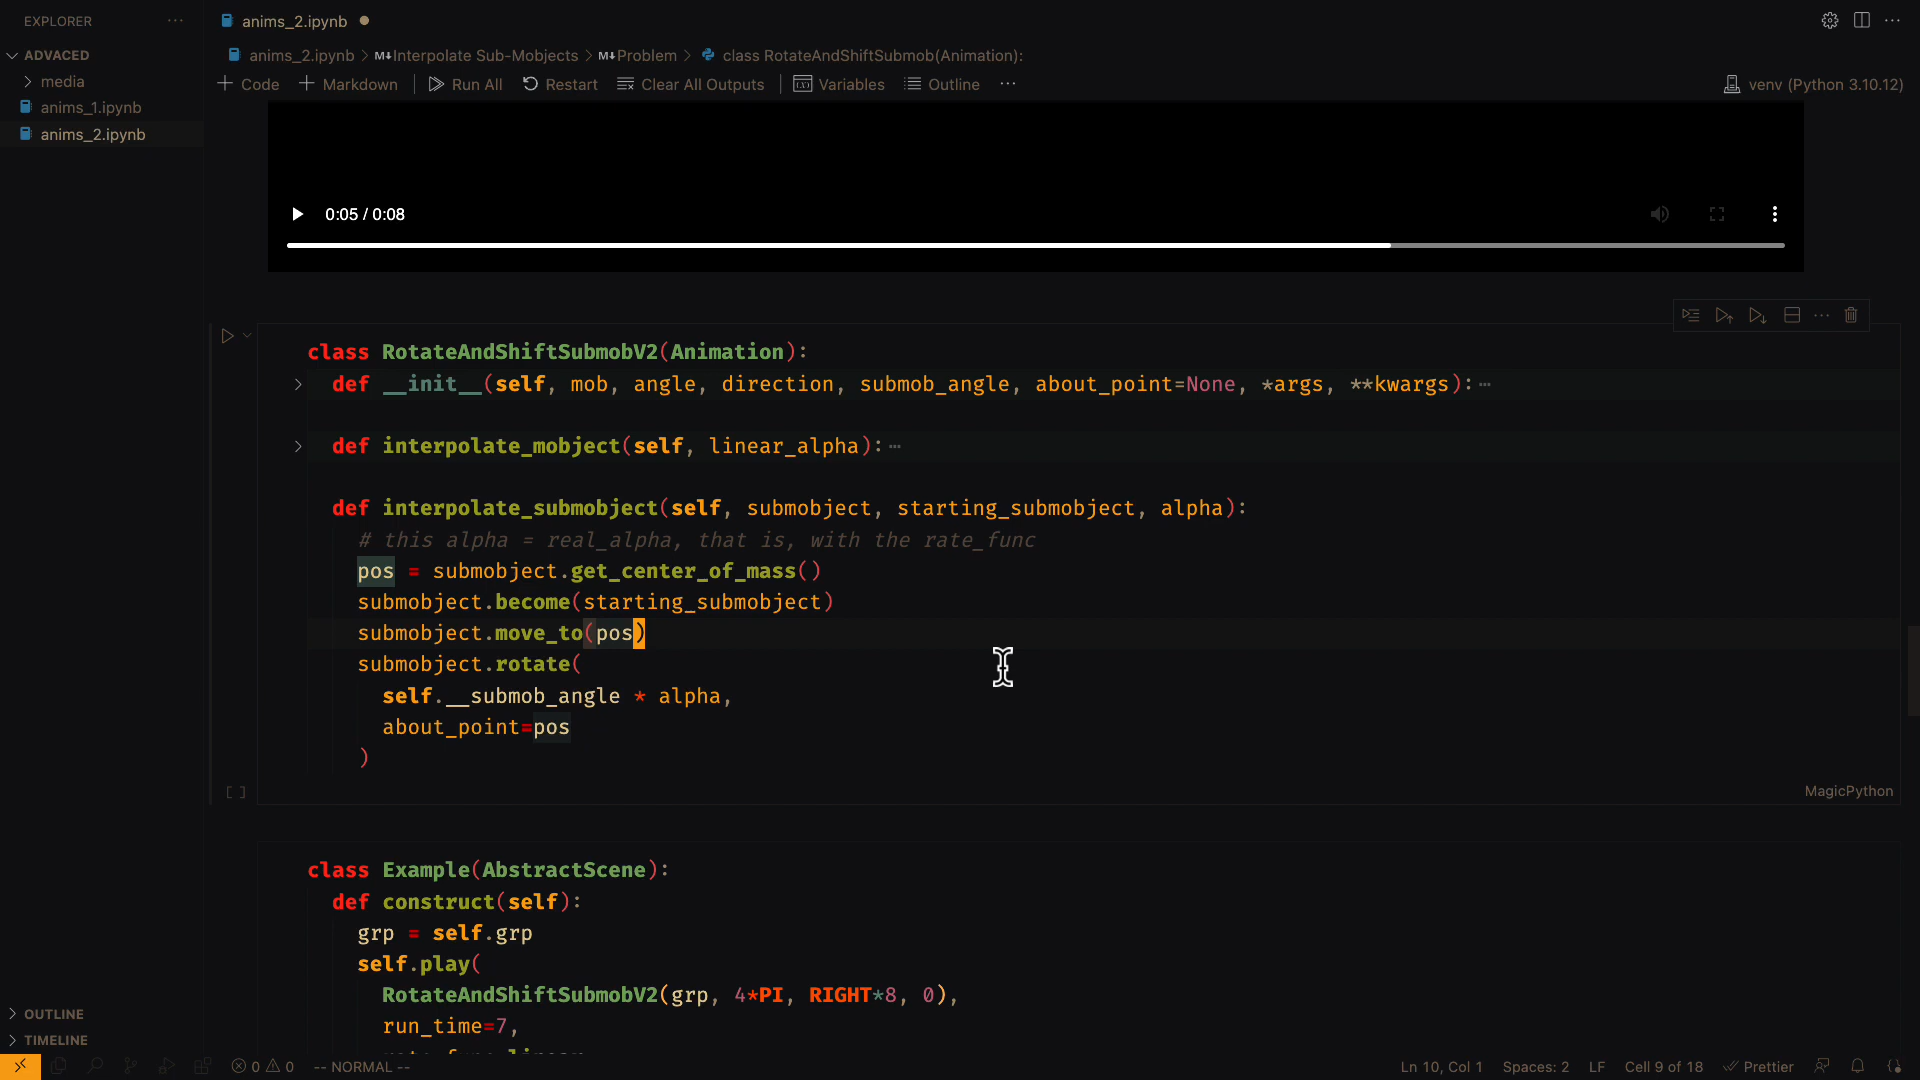 EXPLORER
ADVACED
media
anims_1.ipynb
anims_2.ipynb
OUTLINE
TIMELINE
anims_2.ipynb
anims_2.ipynb > M↓Interpolate Sub-Mobjects > M↓Problem > class RotateAndShiftSubmob(Animation):
+ Code + Markdown Run All Restart Clear All Outputs Variables Outline ···
venv (Python 3.10.12)
0:05 / 0:08
class RotateAndShiftSubmobV2(Animation):
def __init__(self, mob, angle, direction, submob_angle, about_point=None, *args, **kwargs):···
def interpolate_mobject(self, linear_alpha):···
def interpolate_submobject(self, submobject, starting_submobject, alpha):
# this alpha = real_alpha, that is, with the rate_func
pos = submobject.get_center_of_mass()
submobject.become(starting_submobject)
submobject.move_to(pos)
submobject.rotate(
self.__submob_angle * alpha,
about_point=pos
)
[ ]
MagicPython
class Example(AbstractScene):
def construct(self):
grp = self.grp
self.play(
RotateAndShiftSubmobV2(grp, 4*PI, RIGHT*8, 0),
run_time=7,
0 0 -- NORMAL --
Ln 10, Col 1 Spaces: 2 LF Cell 9 of 18 Prettier